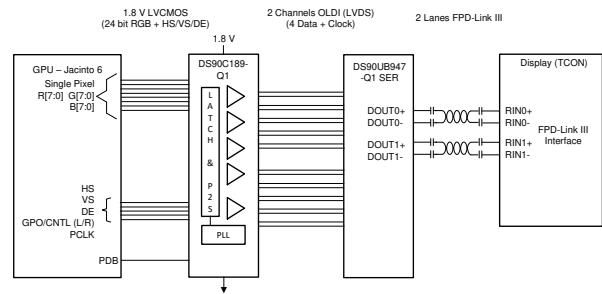 1.8 V LVCMOS
(24 bit RGB + HS/VS/DE)
2 Channels OLDI (LVDS)
(4 Data + Clock)
2 Lanes FPD-Link III
1.8 V
GPU – Jacinto 6
Single Pixel
R[7:0] G[7:0]
B[7:0]
HS
VS
DE
GPO/CNTL (L/R)
PCLK
PDB
DS90C189-
Q1
LATCH & P2S
PLL
DS90UB947
-Q1 SER
DOUT0+
DOUT0-
DOUT1+
DOUT1-
Display (TCON)
RIN0+
RIN0-
FPD-Link III
Interface
RIN1+
RIN1-